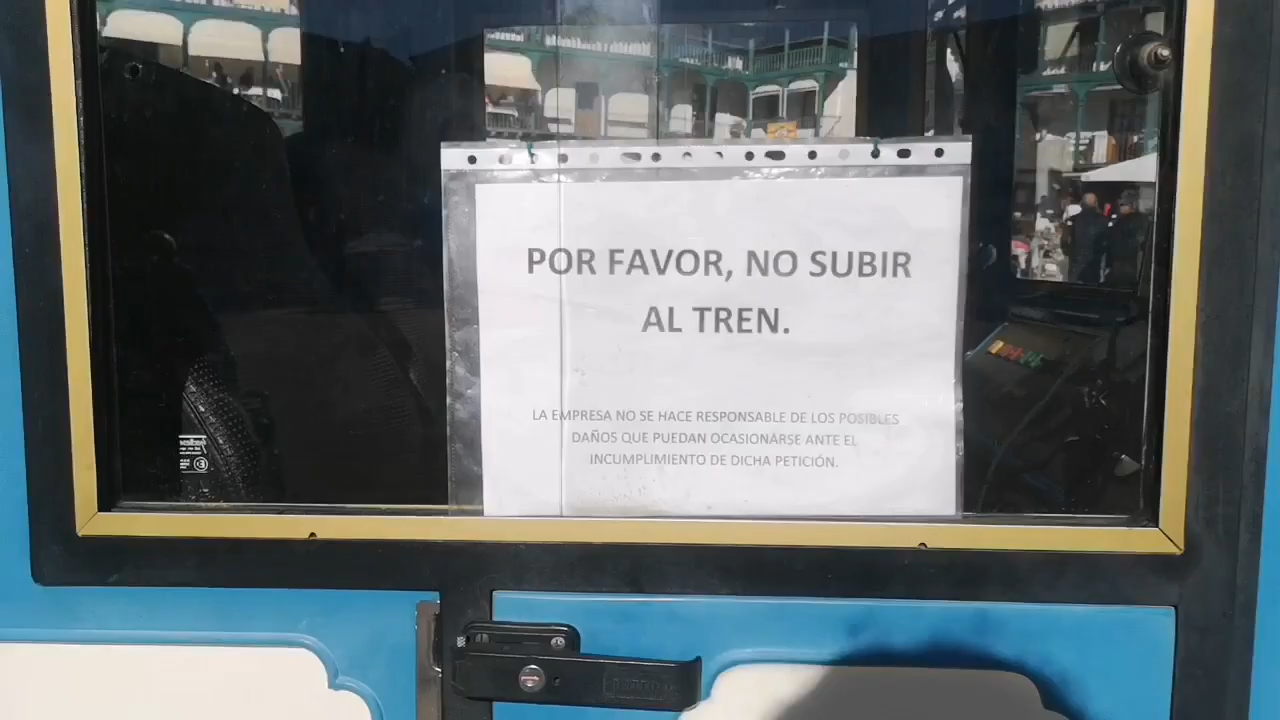 POR FAVOR, NO SUBIR
AL TREN.
LA EMPRESA NO SE HACE RESPONSABLE DE LOS POSIBLES
DAÑOS QUE PUEDAN OCASIONARSE ANTE EL
INCUMPLIMIENTO DE DICHA PETICIÓN.